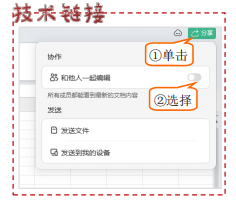 技术链接
分享
①单击
协作
和他人一起编辑
②选择
所有成员都能看到最新的文档内容
发送
发送文件
发送到我的设备